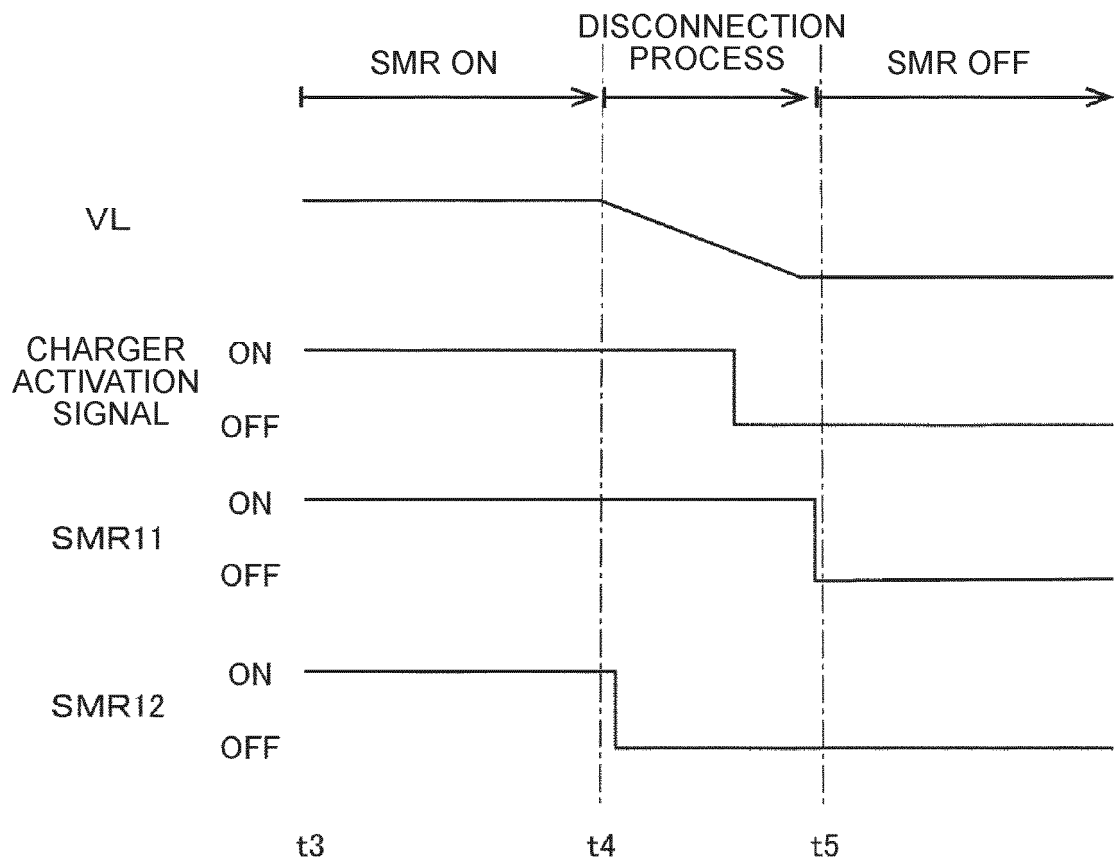 DISCONNECTION
PROCESS
SMR ON
SMR OFF
VL
CHARGER
ACTIVATION
SIGNAL
ON
OFF
SMR11
ON
OFF
SMR12
ON
OFF
t3
t4
t5